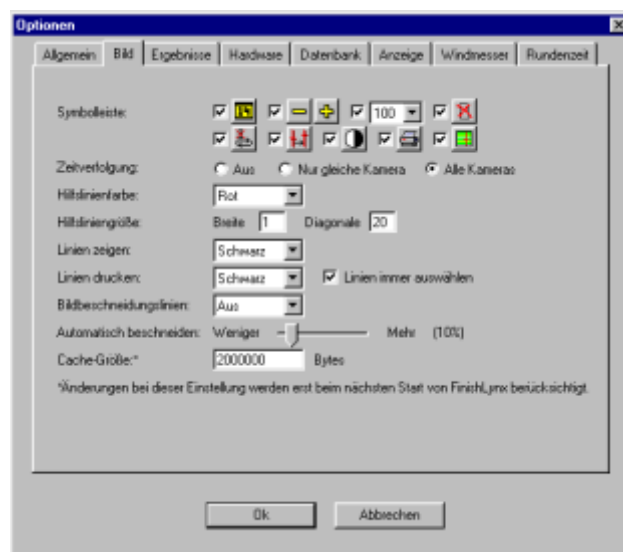 Optionen
Allgemein Bild Ergebnisse Hardware Datenbank Anzeige Windmesser Rundenzeit
Symbolleiste: 100
Zeitverfolgung: Aus Nur gleiche Kamera Alle Kameras
Hilfslinienfarbe: Rot
Hilfsliniengröße: Breite 1 Diagonale 20
Linien zeigen: Schwarz
Linien drucken: Schwarz Linien immer auswählen
Bildbeschneidungslinien: Aus
Automatisch beschneiden: Weniger Mehr (10%)
Cache-Größe:* 2000000 Bytes
*Änderungen bei dieser Einstellung werden erst beim nächsten Start von FinishLynx berücksichtigt.
Ok Abbrechen